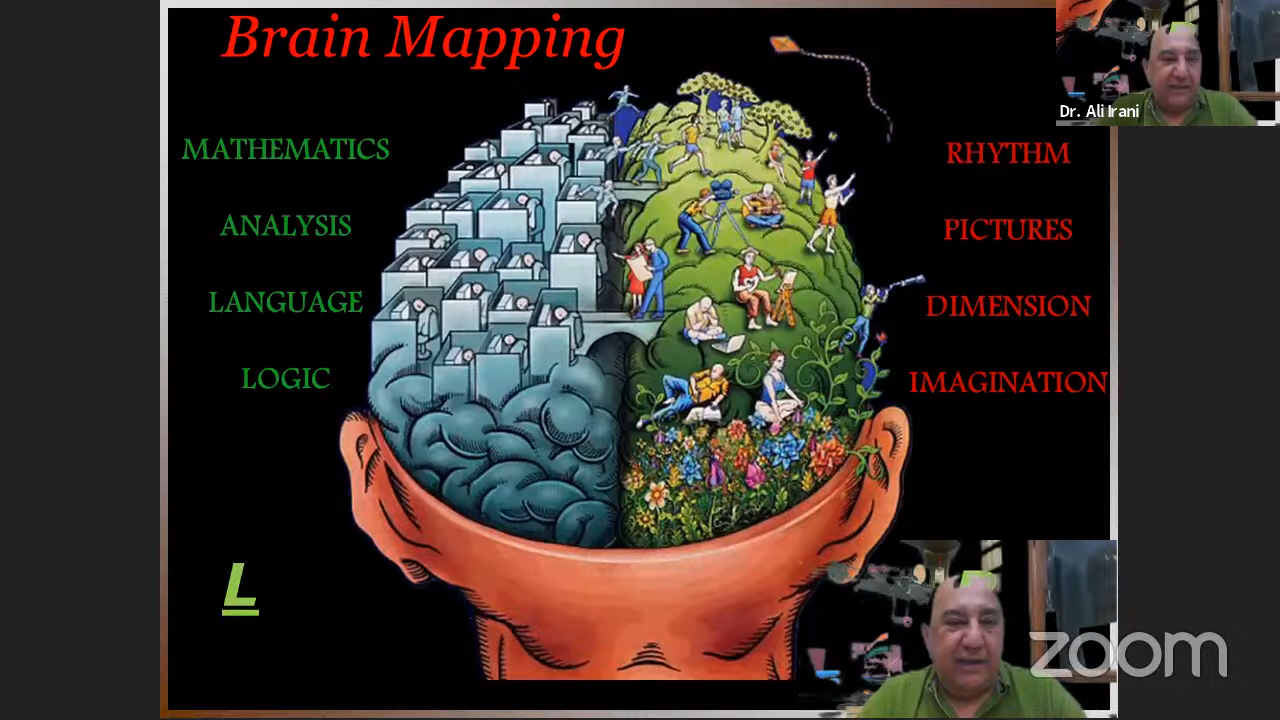 Brain Mapping
Dr. Ali Irani
MATHEMATICS
RHYTHM
ANALYSIS
PICTURES
LANGUAGE
DIMENSION
LOGIC
IMAGINATION
L
zoom